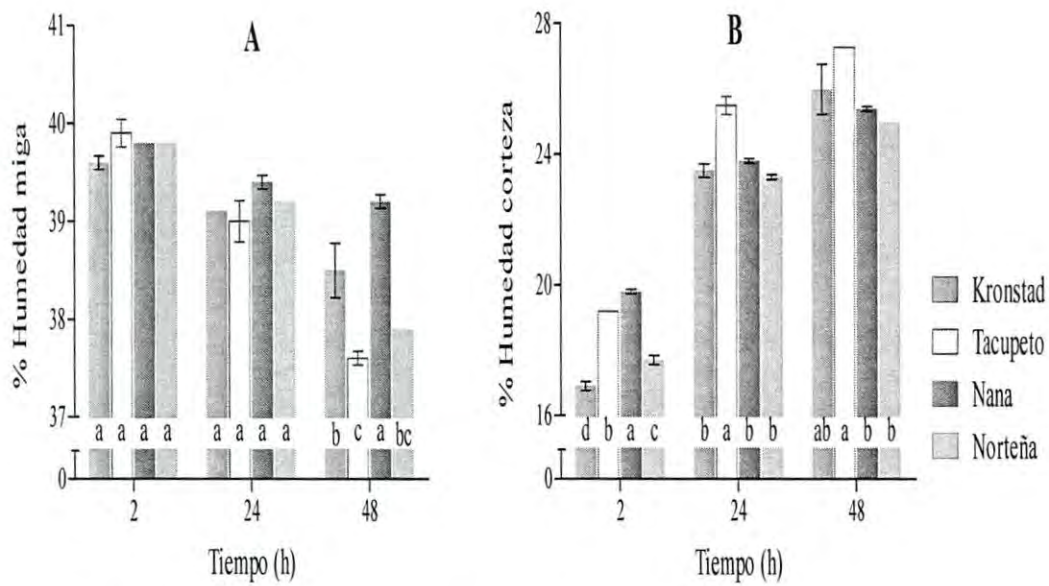 A
% Humedad miga
41
40
39
38
37
0
a a a a
a a a a
b c a bc
2 24 48
Tiempo (h)
B
% Humedad corteza
28
24
20
16
0
d b a c
b a b b
ab a b b
2 24 48
Tiempo (h)
Kronstad
Tacupeto
Nana
Norteña